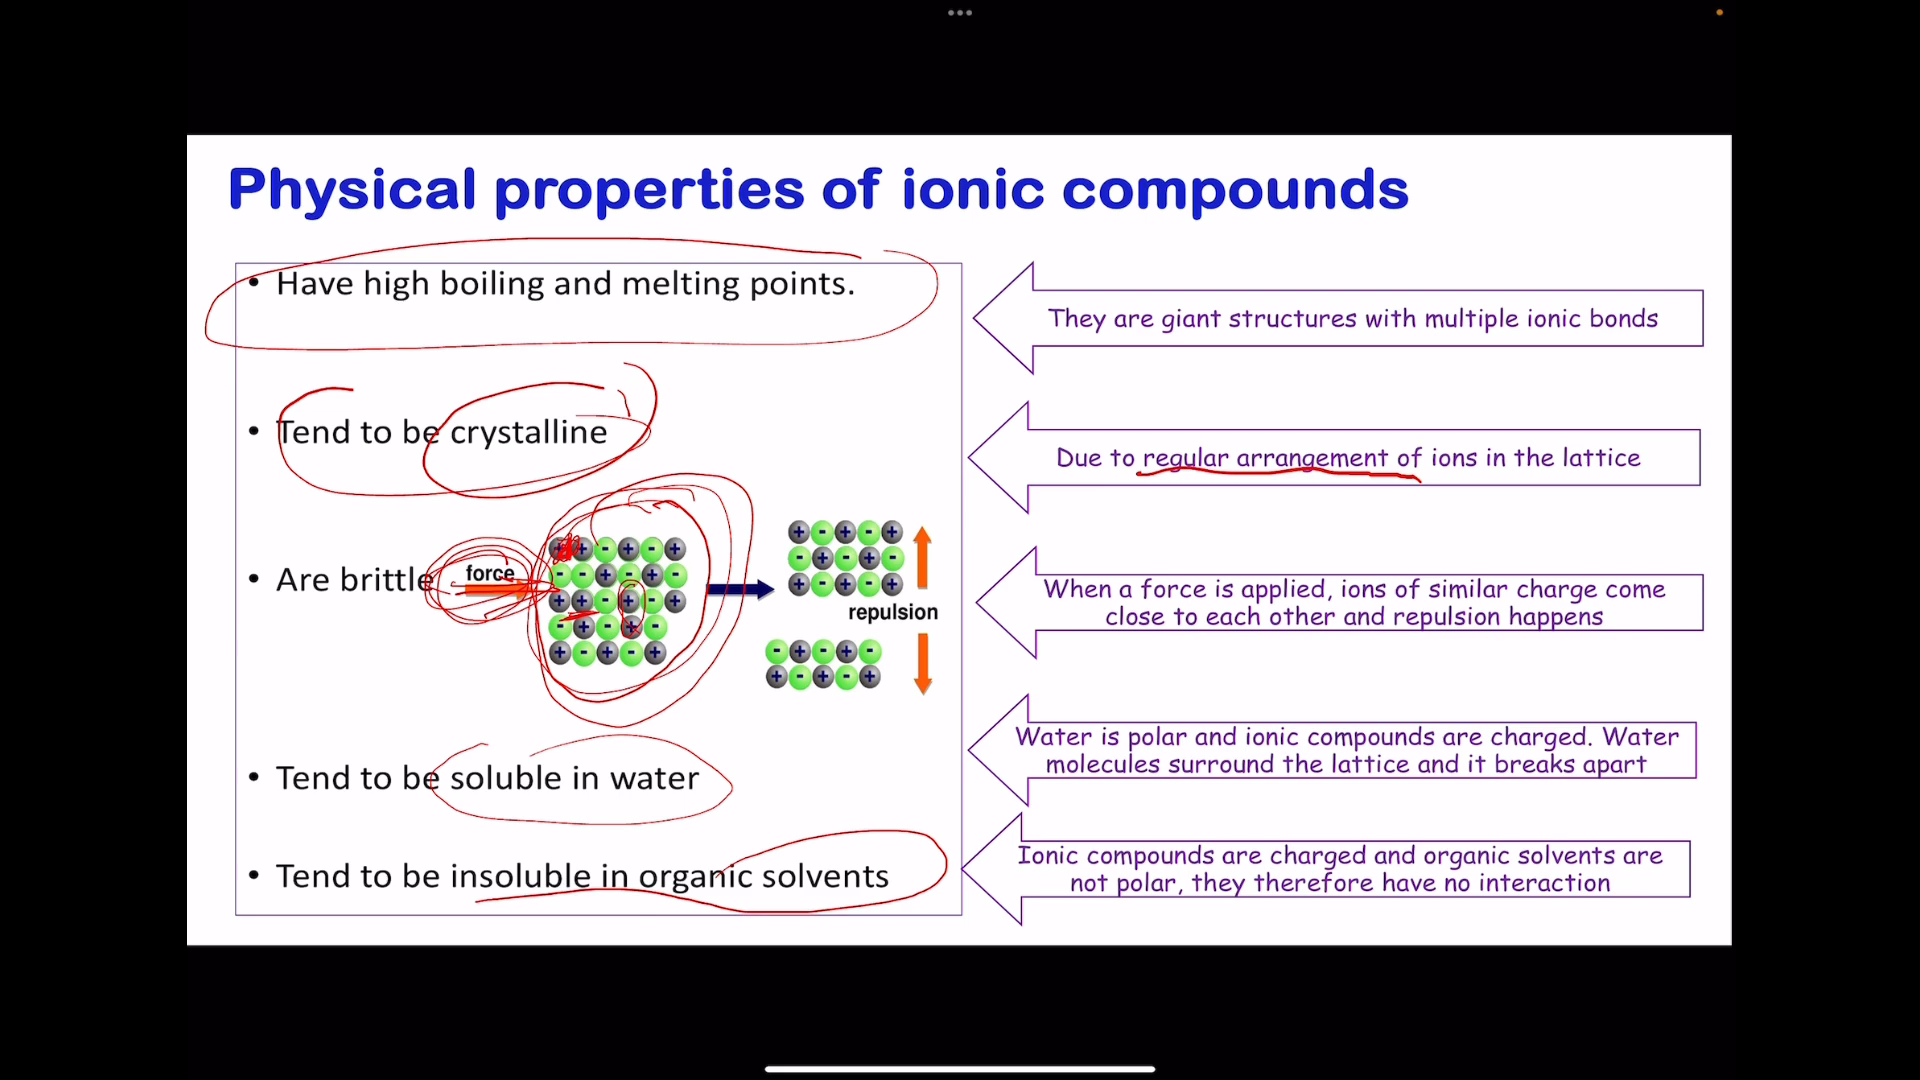 Physical properties of ionic compounds
• Have high boiling and melting points.
They are giant structures with multiple ionic bonds
• Tend to be crystalline
Due to regular arrangement of ions in the lattice
• Are brittle
force
repulsion
When a force is applied, ions of similar charge come
close to each other and repulsion happens
• Tend to be soluble in water
Water is polar and ionic compounds are charged. Water
molecules surround the lattice and it breaks apart
• Tend to be insoluble in organic solvents
Ionic compounds are charged and organic solvents are
not polar, they therefore have no interaction